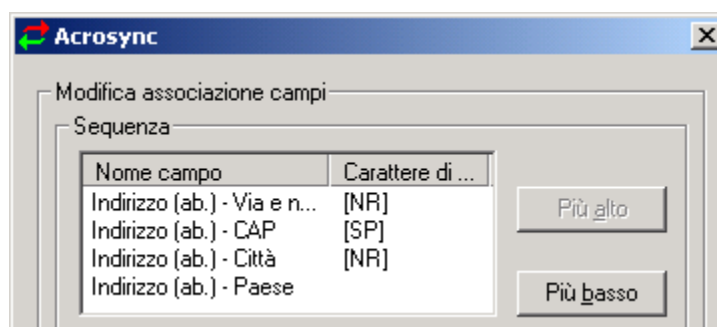 Acrosync
Modifica associazione campi
Sequenza
Nome campo Carattere di ...
Indirizzo (ab.) - Via e n... [NR]
Indirizzo (ab.) - CAP [SP]
Indirizzo (ab.) - Città [NR]
Indirizzo (ab.) - Paese
Più alto
Più basso